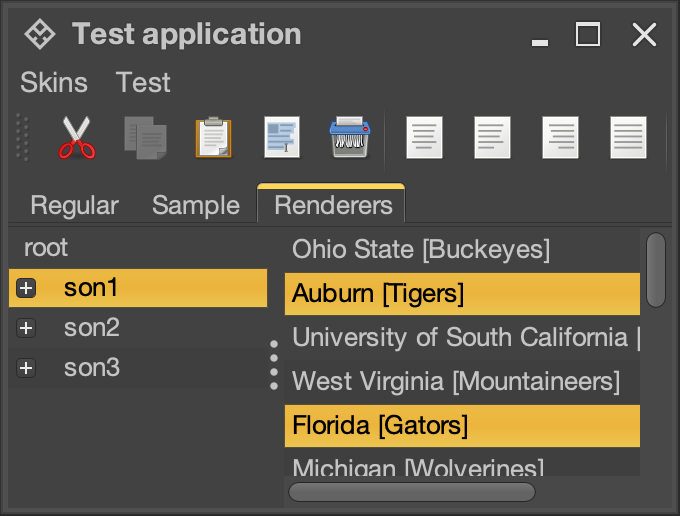 Test application
Skins Test
Regular Sample Renderers
root
son1
son2
son3
Ohio State [Buckeyes]
Auburn [Tigers]
University of South California [
West Virginia [Mountaineers]
Florida [Gators]
Michigan [Wolverines]